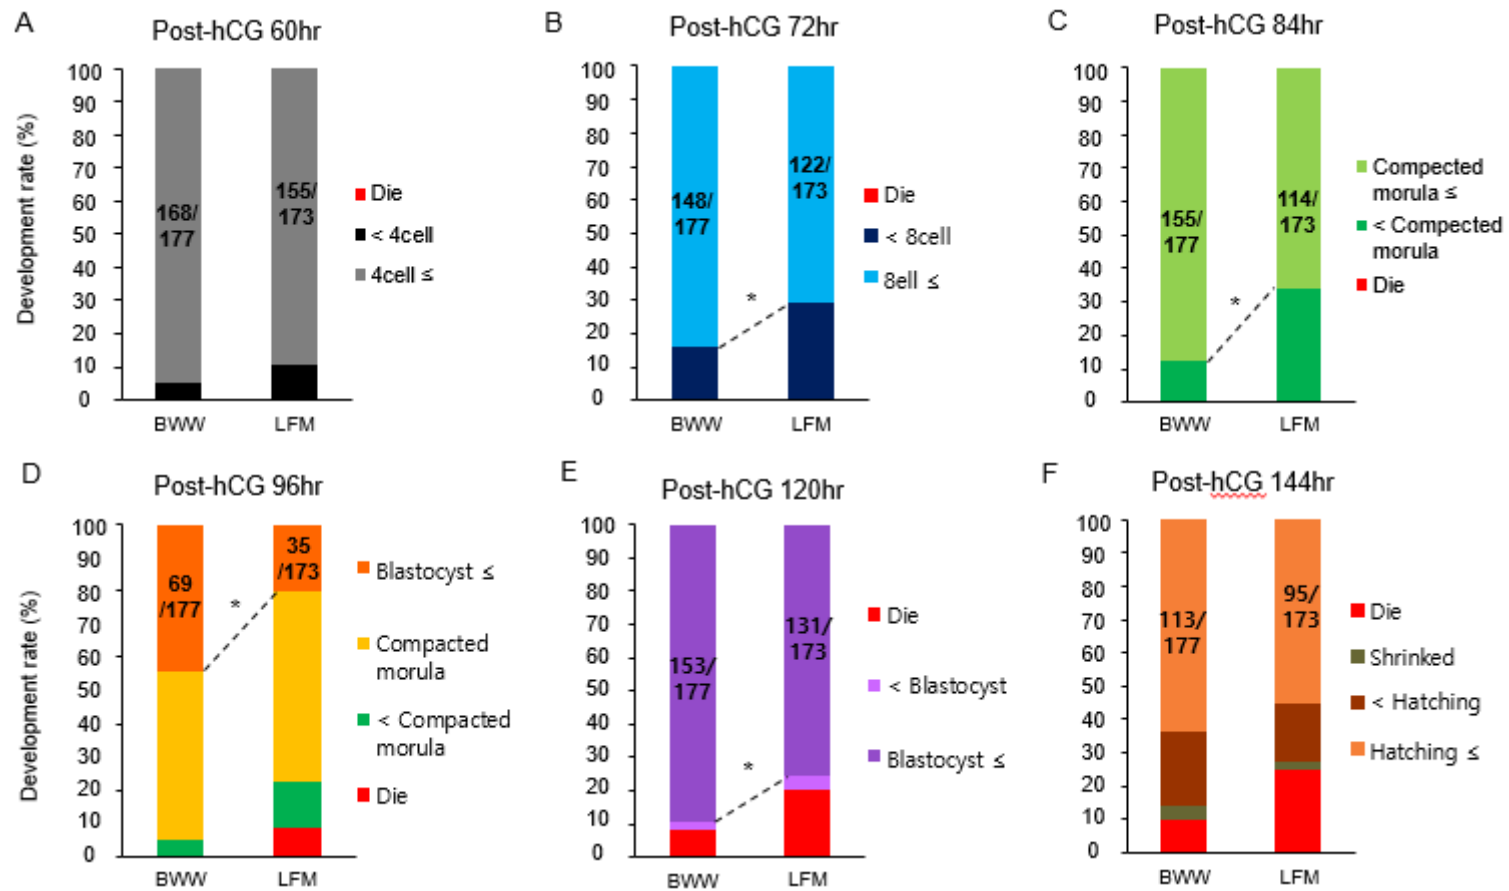 A
Post-hCG 60hr
Development rate (%)
100
90
80
70
60
50
40
30
20
10
0
168/
177
155/
173
BWW
LFM
Die
< 4cell
4cell ≤
B
Post-hCG 72hr
100
90
80
70
60
50
40
30
20
10
0
148/
177
122/
173
*
BWW
LFM
Die
< 8cell
8ell ≤
C
Post-hCG 84hr
100
90
80
70
60
50
40
30
20
10
0
155/
177
114/
173
*
BWW
LFM
Compected
morula ≤
< Compected
morula
Die
D
Post-hCG 96hr
Development rate (%)
100
90
80
70
60
50
40
30
20
10
0
69
/177
35
/173
*
BWW
LFM
Blastocyst ≤
Compacted
morula
< Compacted
morula
Die
E
Post-hCG 120hr
100
90
80
70
60
50
40
30
20
10
0
153/
177
131/
173
*
BWW
LFM
Die
< Blastocyst
Blastocyst ≤
F
Post-hCG 144hr
100
90
80
70
60
50
40
30
20
10
0
113/
177
95/
173
BWW
LFM
Die
Shrinked
< Hatching
Hatching ≤